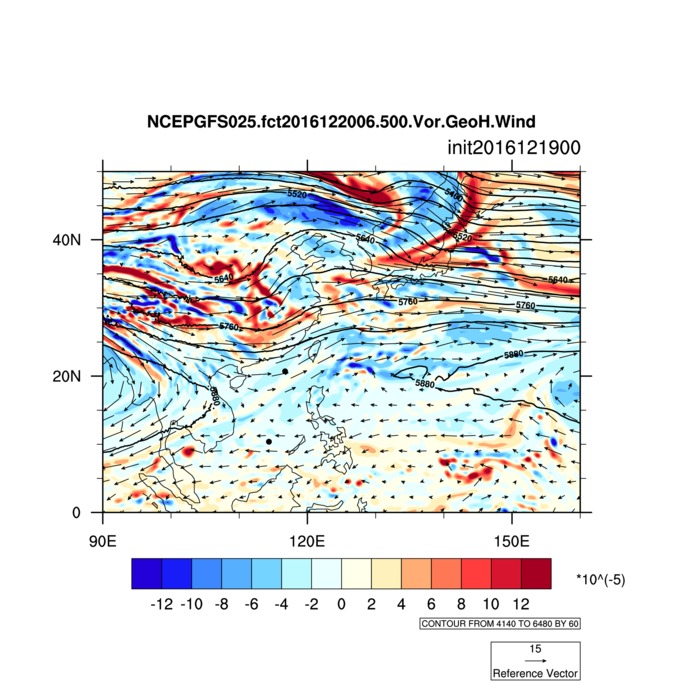 NCEPGFS025.fct2016122006.500.Vor.GeoH.Wind
init2016121900
5520
5400
5520
40N
5640
5640
5640
5760
5760
5760
5880
20N
5880
5880
0
90E 120E 150E
-12 -10 -8 -6 -4 -2 0 2 4 6 8 10 12
*10^(-5)
CONTOUR FROM 4140 TO 6480 BY 60
15
Reference Vector